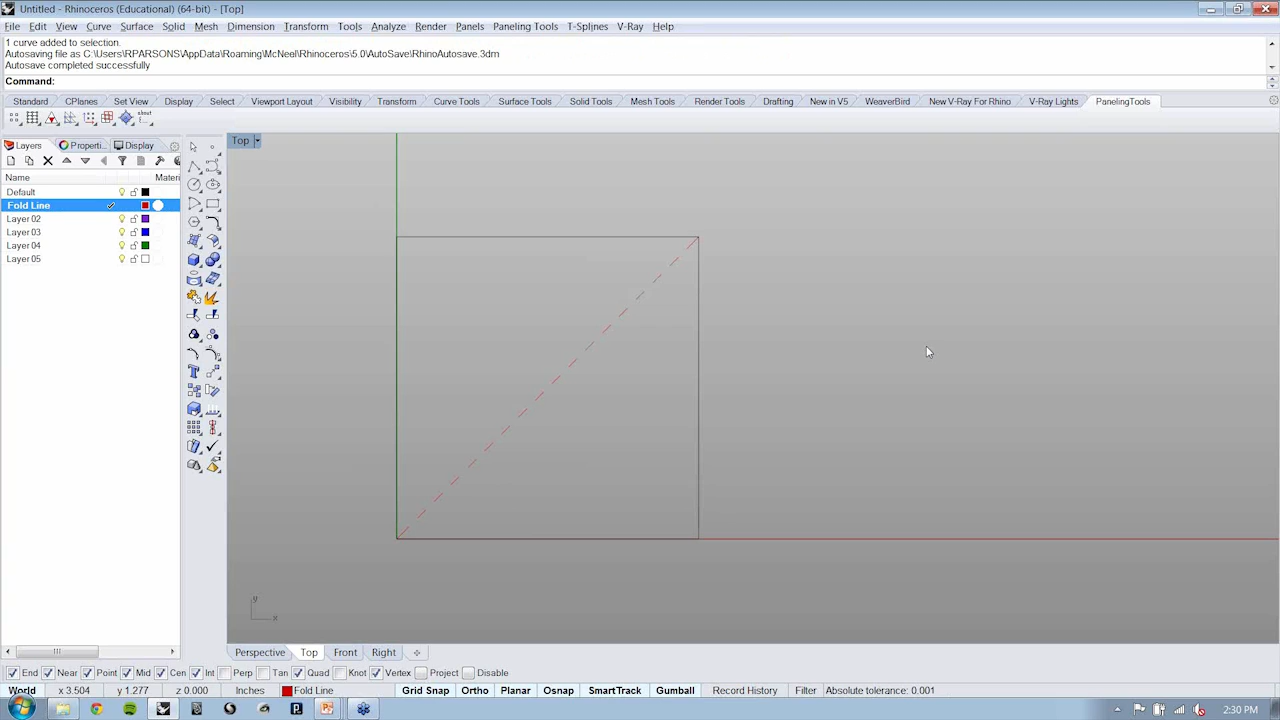 Untitled - Rhinoceros (Educational) (64-bit) - [Top]
File Edit View Curve Surface Solid Mesh Dimension Transform Tools Analyze Render Panels Paneling Tools T-Splines V-Ray Help
1 curve added to selection.
Autosaving file as C:\Users\RPARSONS\AppData\Roaming\McNeel\Rhinoceros\5.0\AutoSave\RhinoAutosave.3dm
Autosave completed successfully
Command:
Standard CPlanes Set View Display Select Viewport Layout Visibility Transform Curve Tools Surface Tools Solid Tools Mesh Tools Render Tools Drafting New in V5 WeaverBird New V-Ray For Rhino V-Ray Lights PanelingTools
about
Layers Properti... Display
Top
Name Materi
Default
Fold Line
Layer 02
Layer 03
Layer 04
Layer 05
y
x
Perspective Top Front Right
End Near Point Mid Cen Int Perp Tan Quad Knot Vertex Project Disable
World x 3.504 y 1.277 z 0.000 Inches Fold Line Grid Snap Ortho Planar Osnap SmartTrack Gumball Record History Filter Absolute tolerance: 0.001
2:30 PM